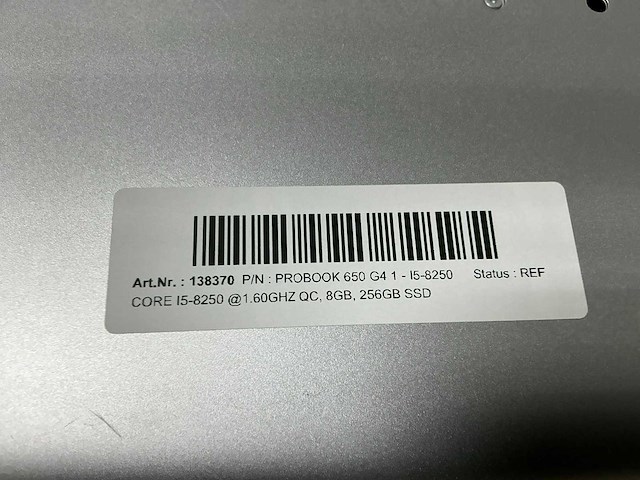 Art.Nr. : 138370 P/N : PROBOOK 650 G4 1 - I5-8250 Status : REF
CORE I5-8250 @1.60GHZ QC, 8GB, 256GB SSD